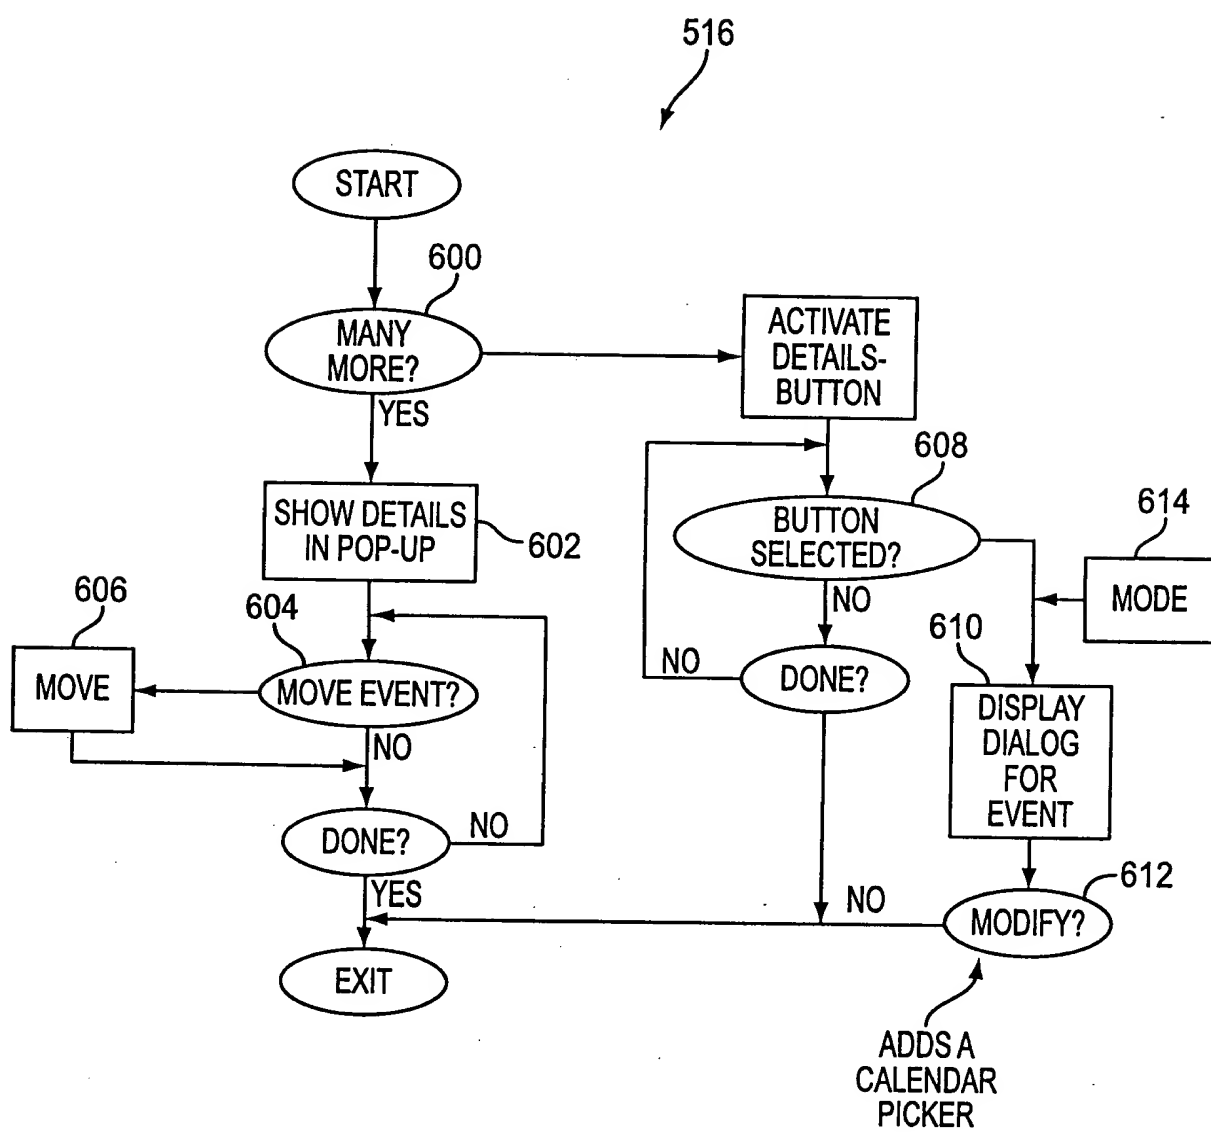 516
START
600
MANY
MORE?
YES
ACTIVATE
DETAILS-
BUTTON
608
BUTTON
SELECTED?
NO
614
MODE
SHOW DETAILS
IN POP-UP
602
606
MOVE
604
MOVE EVENT?
NO
DONE?
NO
YES
EXIT
NO
DONE?
610
DISPLAY
DIALOG
FOR
EVENT
612
MODIFY?
NO
ADDS A
CALENDAR
PICKER